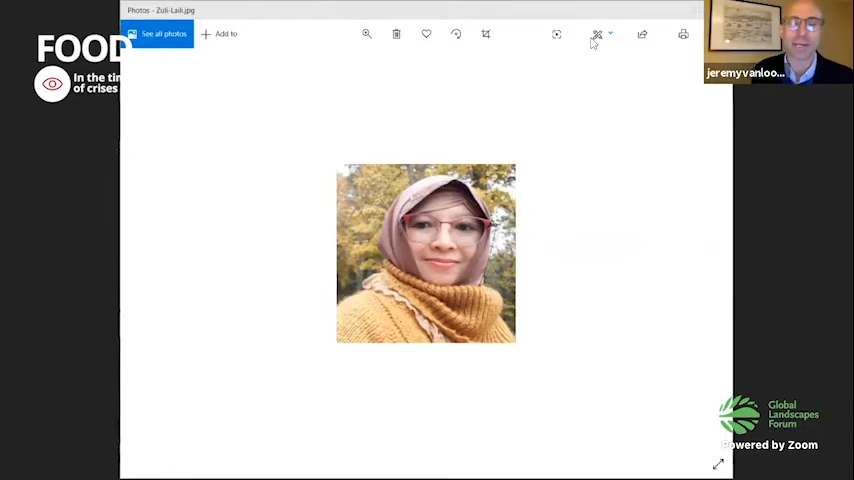 Photos - Zuli-Laili.jpg
See all photos
Add to
FOOD
In the tim
of crises
jeremyvanloo...
Global
Landscapes
Forum
Powered by Zoom